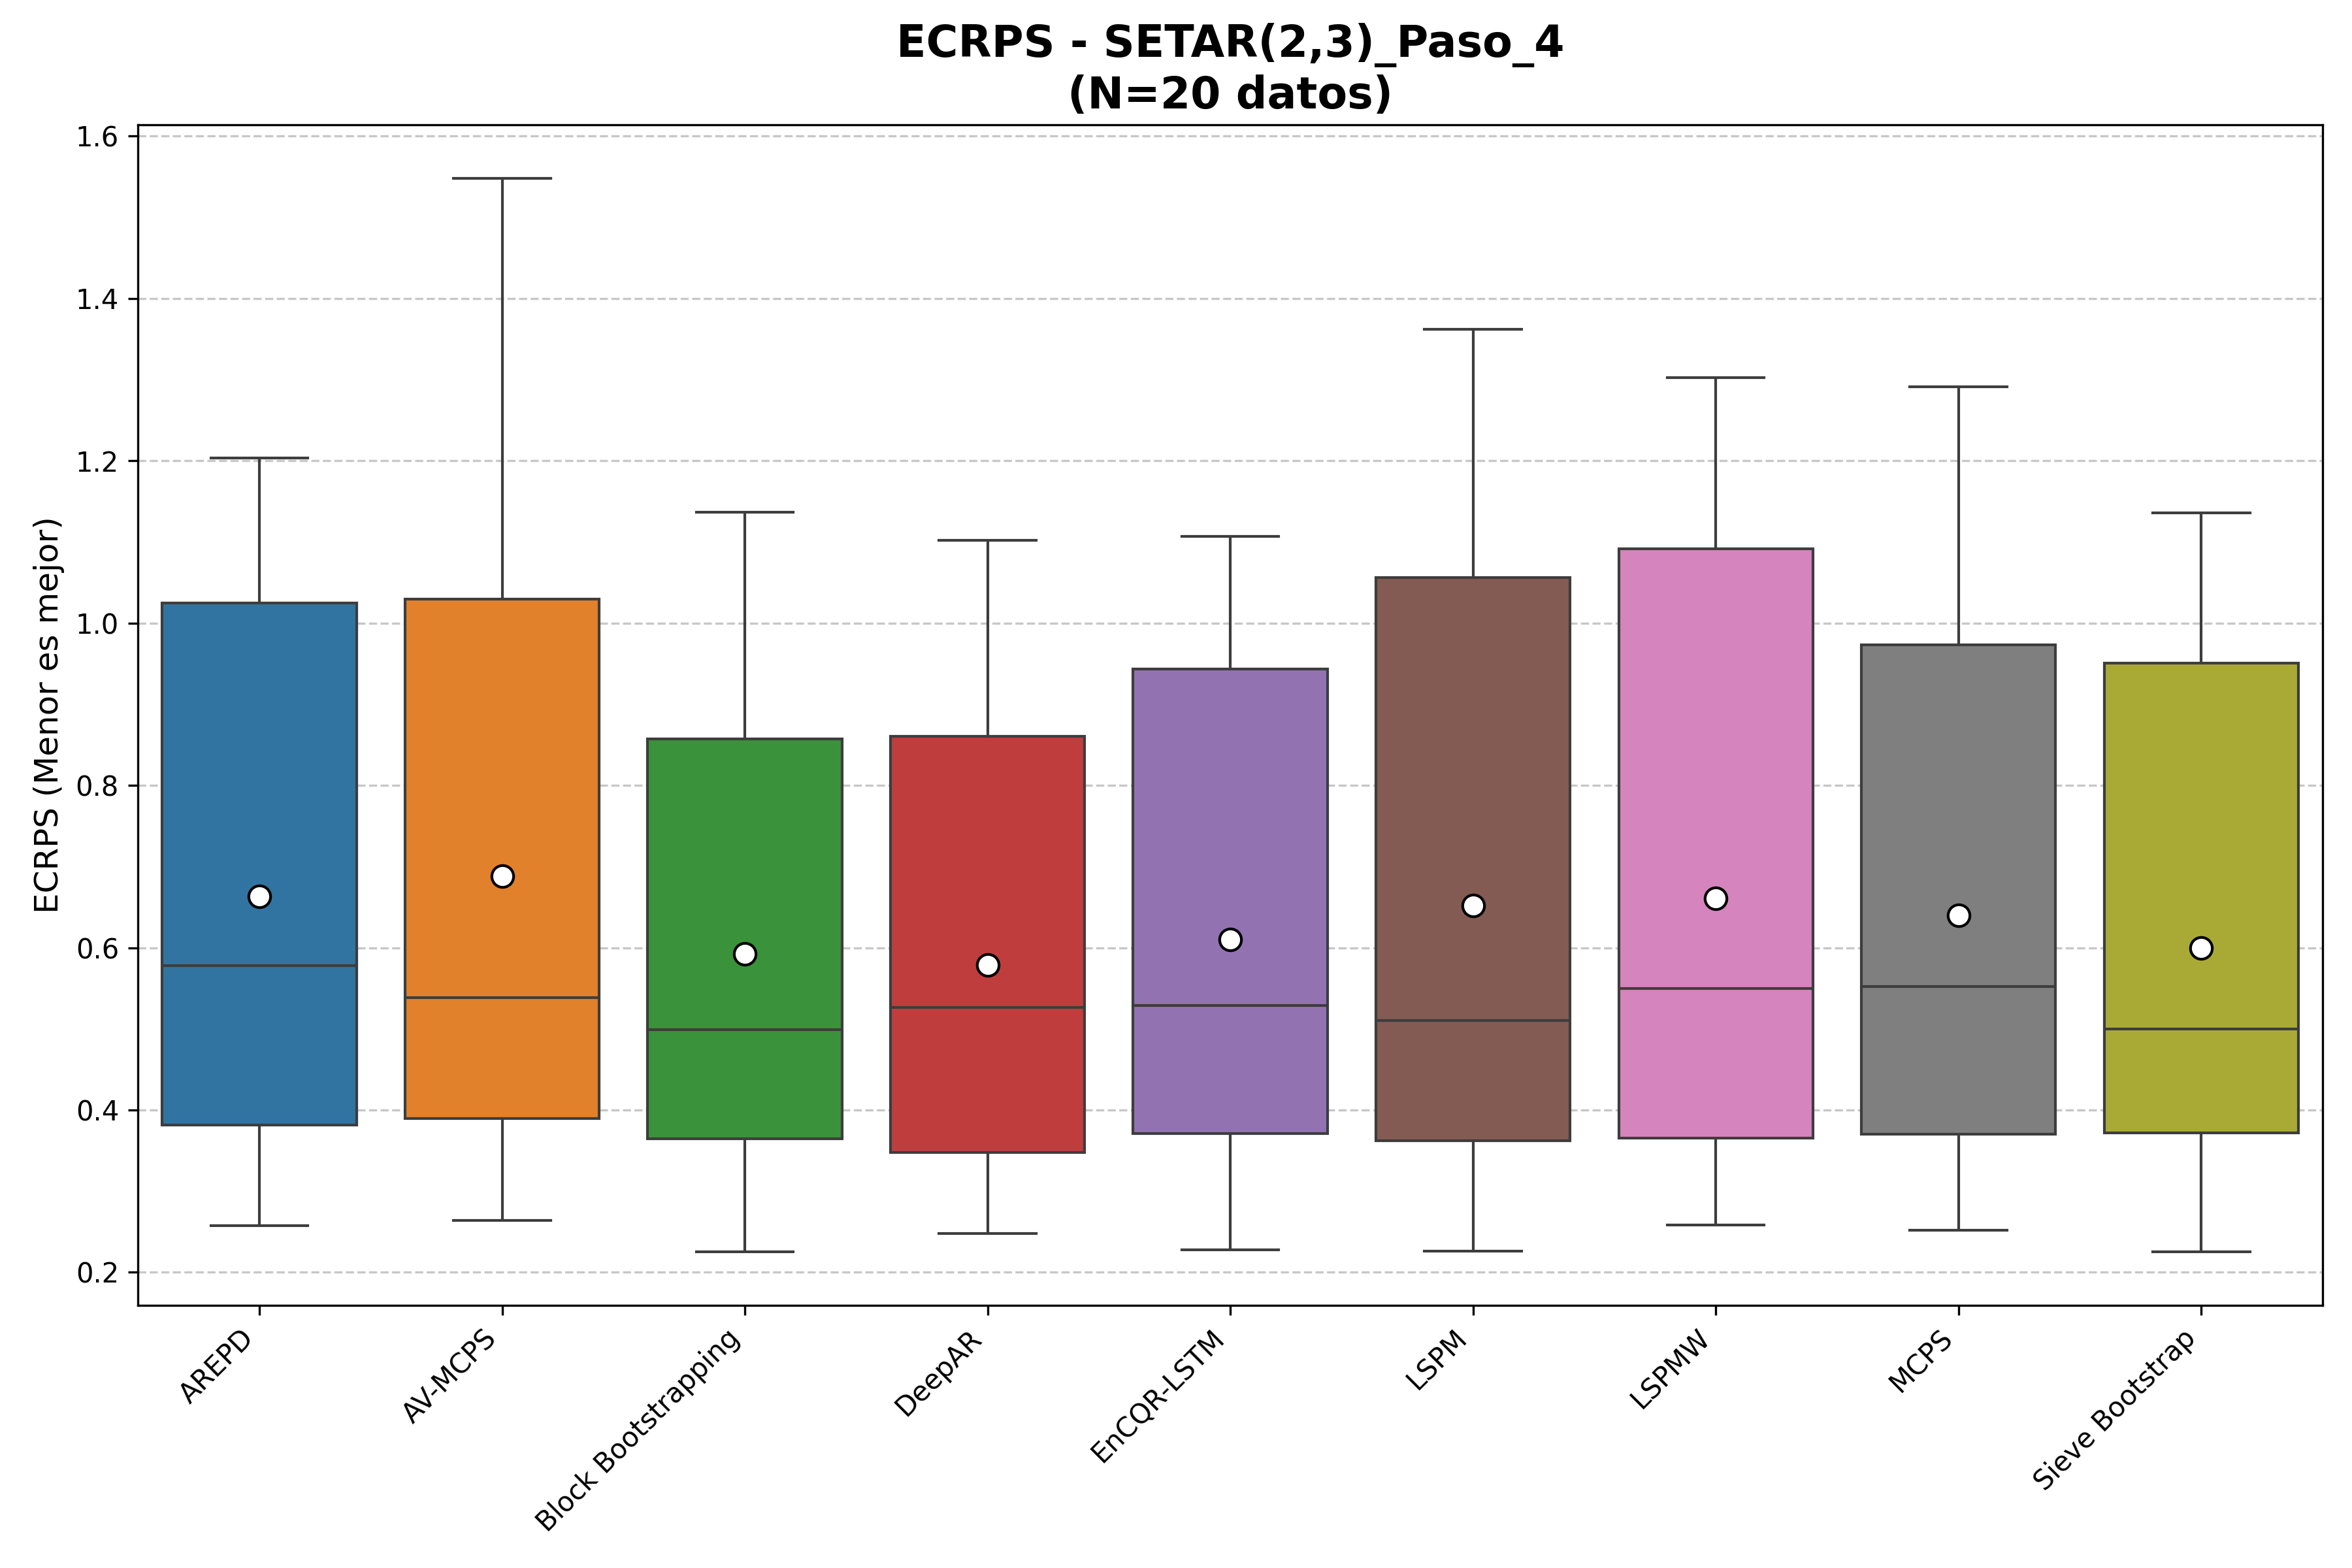 ECRPS - SETAR(2,3)_Paso_4
(N=20 datos)
ECRPS (Menor es mejor)
1.6
1.4
1.2
1.0
0.8
0.6
0.4
0.2
AREPD
AV-MCPS
Block Bootstrapping
DeepAR
EnCQR-LSTM
LSPM
LSPMW
MCPS
Sieve Bootstrap